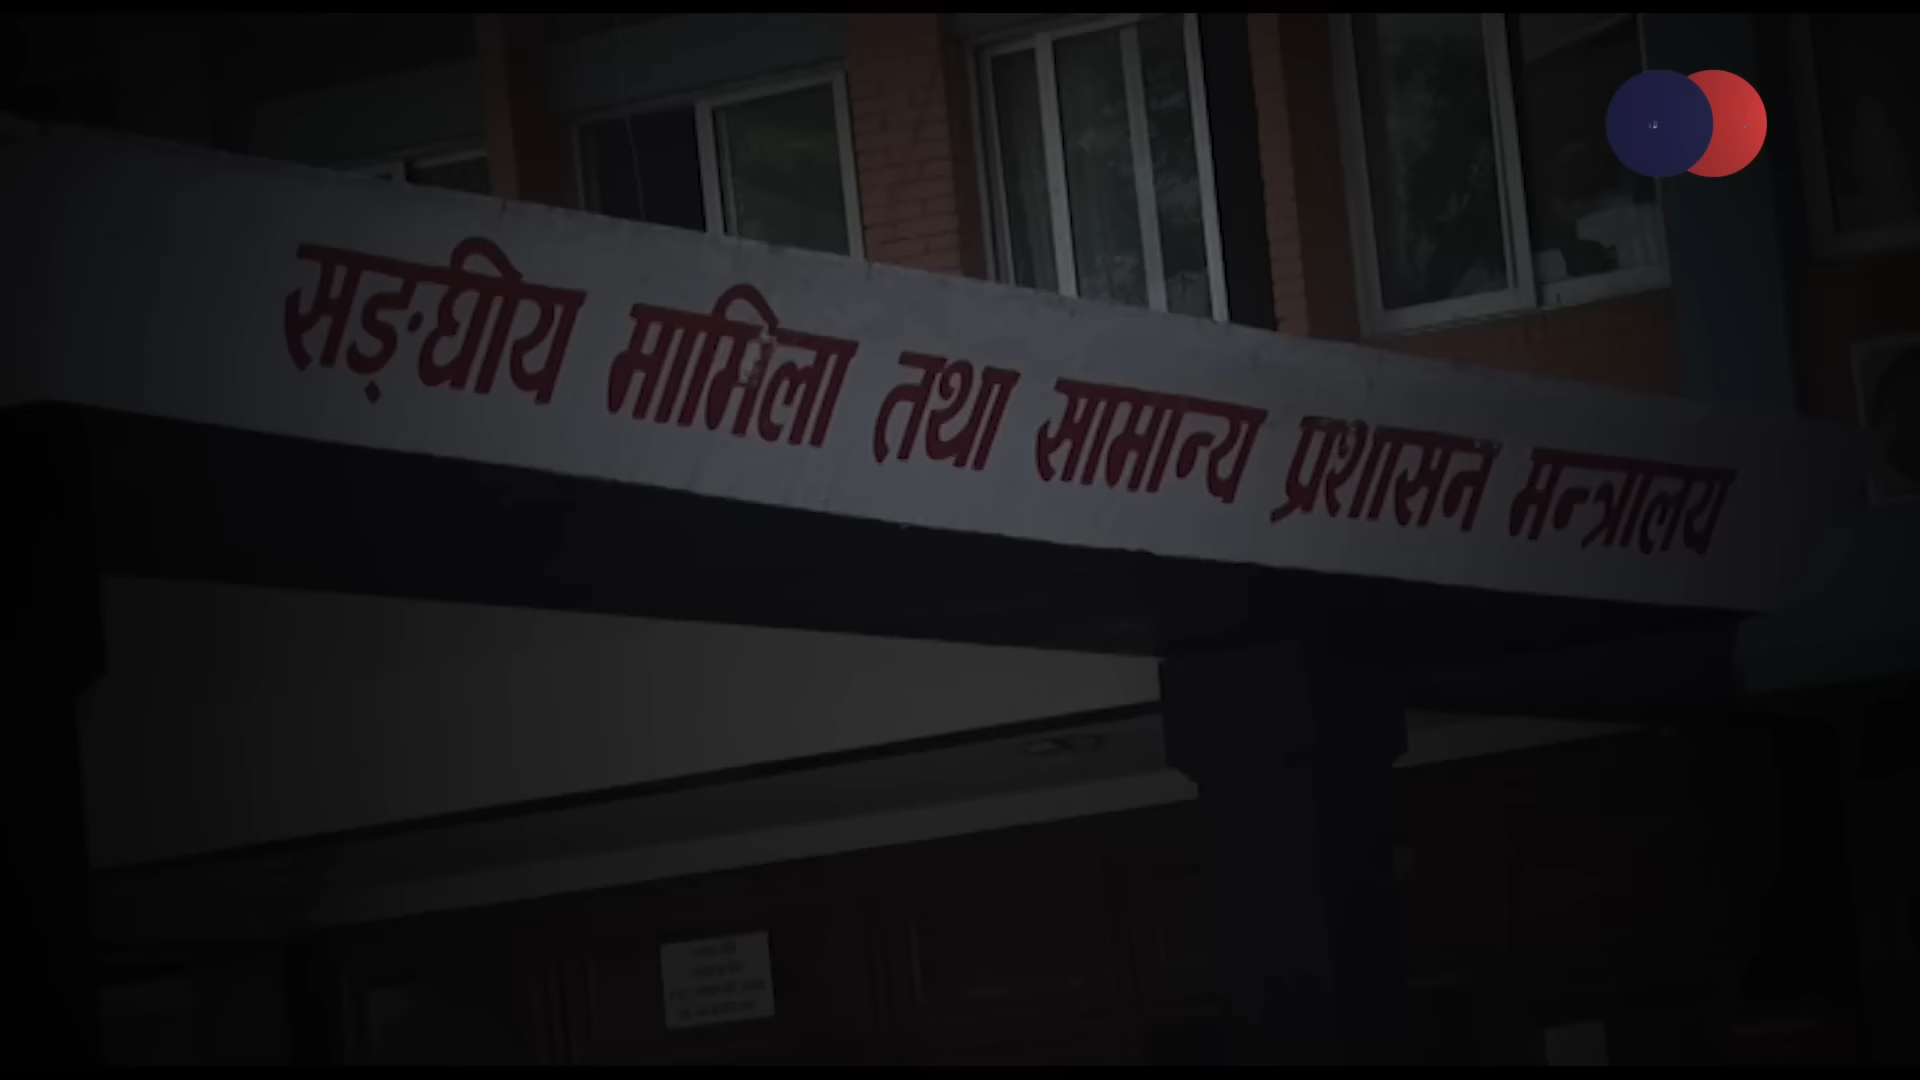 सङ्घीय मामिला तथा सामान्य प्रशासन मन्त्रालय